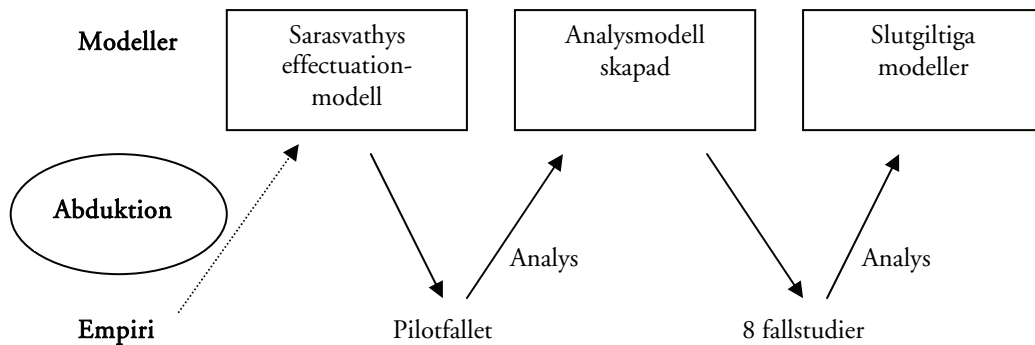 Modeller
Sarasvathys
effectuation-
modell
Analysmodell
skapad
Slutgiltiga
modeller
Abduktion
Analys
Analys
Empiri
Pilotfallet
8 fallstudier